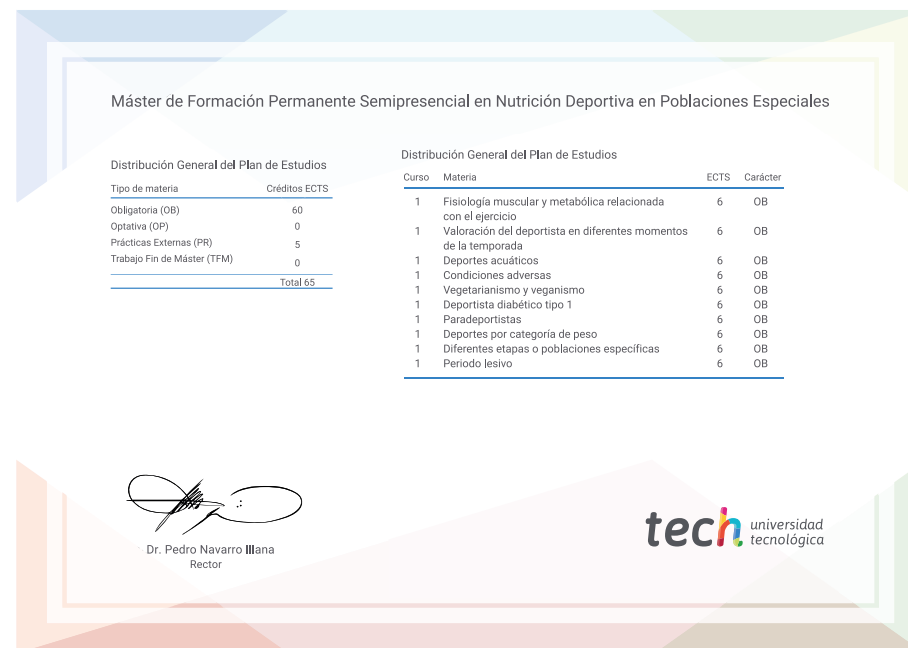 Máster de Formación Permanente Semipresencial en Nutrición Deportiva en Poblaciones Especiales
Distribución General del Plan de Estudios
Tipo de materia Créditos ECTS
Obligatoria (OB) 60
Optativa (OP) 0
Prácticas Externas (PR) 5
Trabajo Fin de Máster (TFM) 0
Total 65
Distribución General del Plan de Estudios
Curso Materia ECTS Carácter
1 Fisiología muscular y metabólica relacionada 6 OB
con el ejercicio
1 Valoración del deportista en diferentes momentos 6 OB
de la temporada
1 Deportes acuáticos 6 OB
1 Condiciones adversas 6 OB
1 Vegetarianismo y veganismo 6 OB
1 Deportista diabético tipo 1 6 OB
1 Paradeportistas 6 OB
1 Deportes por categoría de peso 6 OB
1 Diferentes etapas o poblaciones específicas 6 OB
1 Periodo lesivo 6 OB
Dr. Pedro Navarro Illana
Rector
tech universidad
tecnológica